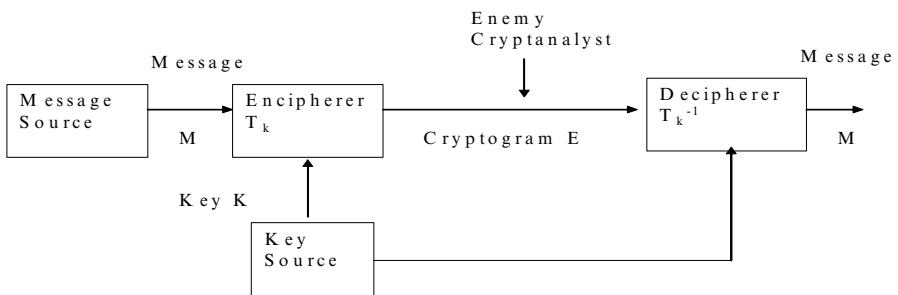 Enemy
Cryptanalyst
Message
Message
Message
Source
M
Encipherer
Tₖ
Cryptogram E
Decipherer
Tₖ⁻¹
M
Key K
Key
Source